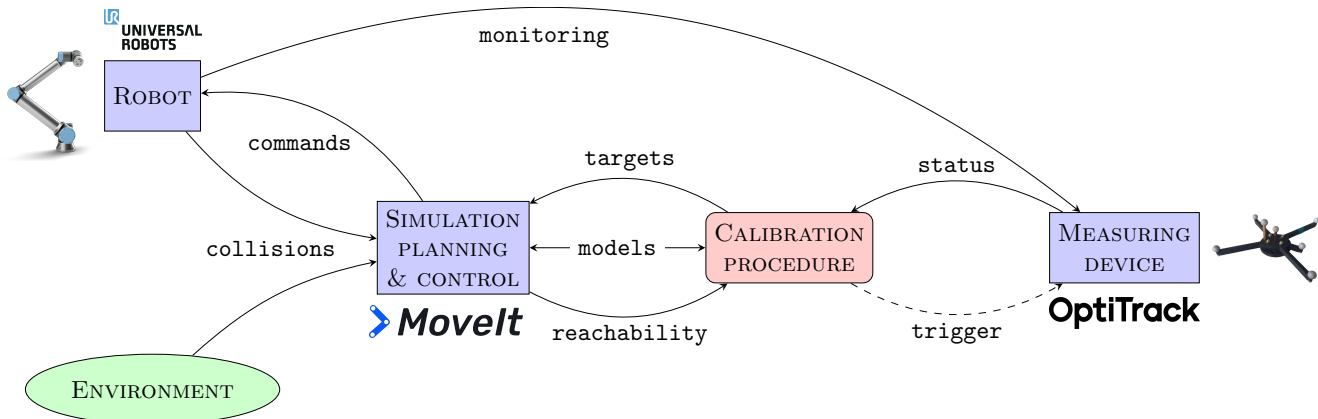 UR
UNIVERSAL
ROBOTS
monitoring
ROBOT
commands
targets
status
SIMULATION
PLANNING
& CONTROL
collisions
models
CALIBRATION
PROCEDURE
MEASURING
DEVICE
MoveIt
reachability
trigger
OptiTrack
ENVIRONMENT